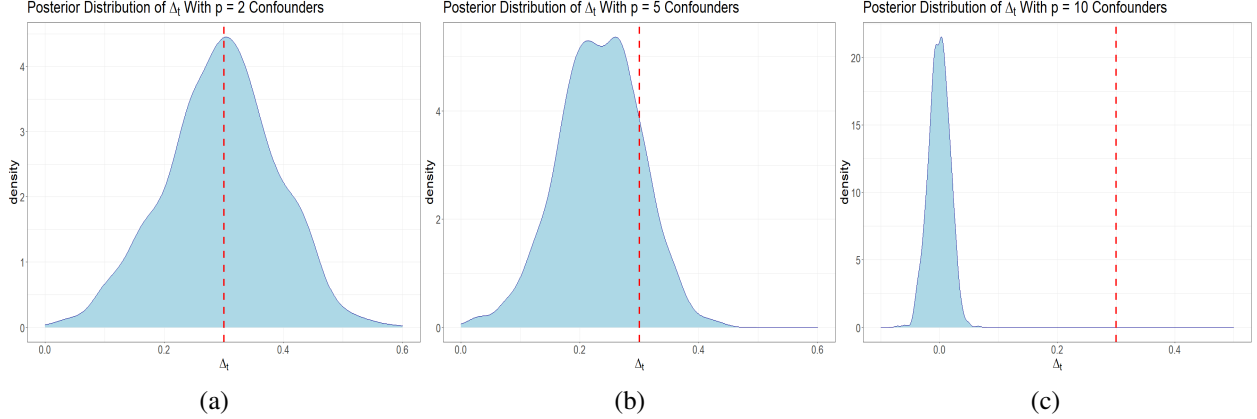 Posterior Distribution of Δt With p = 2 Confounders
density
4
3
2
1
0
0.0
0.2
0.4
0.6
Δt
(a)
Posterior Distribution of Δt With p = 5 Confounders
density
4
2
0
0.0
0.2
0.4
0.6
Δt
(b)
Posterior Distribution of Δt With p = 10 Confounders
density
20
15
10
5
0
0.0
0.2
0.4
Δt
(c)